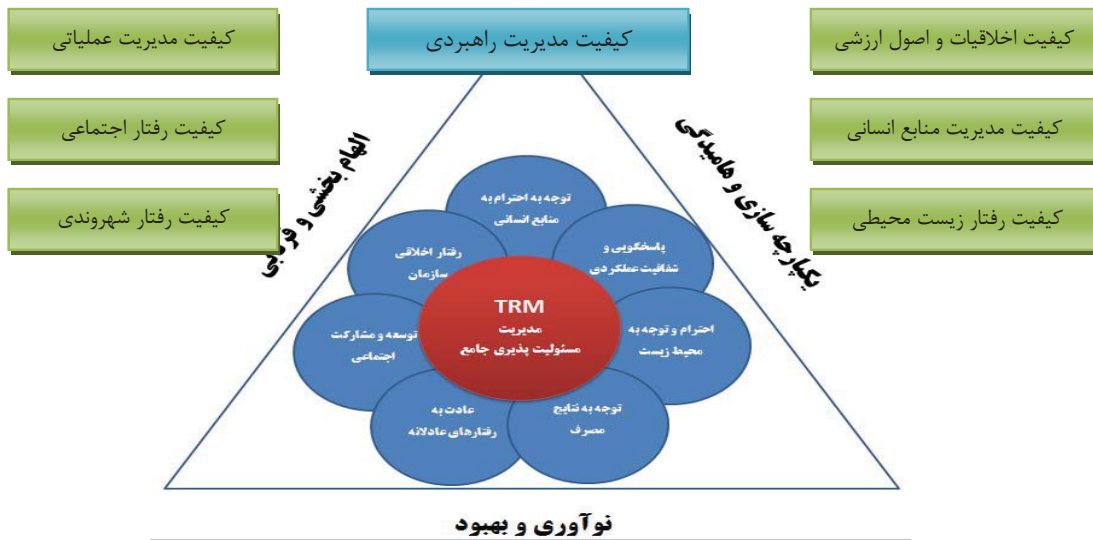 کیفیت اخلاقیات و اصول ارزشی
کیفیت مدیریت راهبردی
کیفیت مدیریت عملیاتی
کیفیت مدیریت منابع انسانی
کیفیت رفتار اجتماعی
کیفیت رفتار زیست محیطی
کیفیت رفتار شهروندی
یکپارچه سازی و هامیدگی
الهام بخشی و
توجه به احترام به
منابع انسانی
پاسخگویی و
شفافیت عملکردی
رفتار اخلاقی
سازمان
TRM
مدیریت
مسئولیت پذیری جامع
احترام و توجه به
محیط زیست
توسعه و مشارکت
اجتماعی
توجه به نتایج
مصرف
عادت به
رفتارهای عادلانه
نوآوری و بهبود